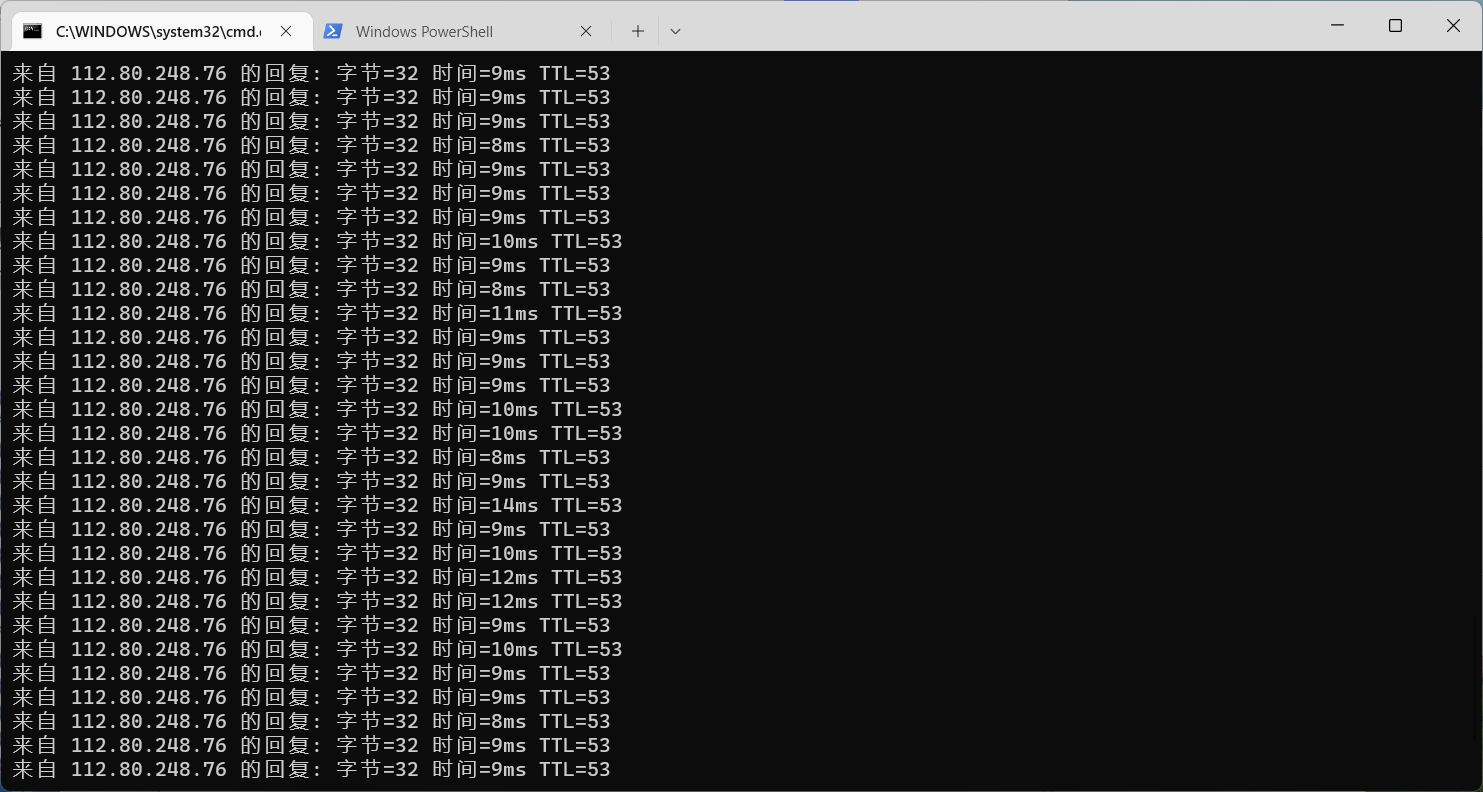 C:\WINDOWS\system32\cmd.
Windows PowerShell
来自 112.80.248.76 的回复: 字节=32 时间=9ms TTL=53
来自 112.80.248.76 的回复: 字节=32 时间=9ms TTL=53
来自 112.80.248.76 的回复: 字节=32 时间=9ms TTL=53
来自 112.80.248.76 的回复: 字节=32 时间=8ms TTL=53
来自 112.80.248.76 的回复: 字节=32 时间=9ms TTL=53
来自 112.80.248.76 的回复: 字节=32 时间=9ms TTL=53
来自 112.80.248.76 的回复: 字节=32 时间=9ms TTL=53
来自 112.80.248.76 的回复: 字节=32 时间=10ms TTL=53
来自 112.80.248.76 的回复: 字节=32 时间=9ms TTL=53
来自 112.80.248.76 的回复: 字节=32 时间=8ms TTL=53
来自 112.80.248.76 的回复: 字节=32 时间=11ms TTL=53
来自 112.80.248.76 的回复: 字节=32 时间=9ms TTL=53
来自 112.80.248.76 的回复: 字节=32 时间=9ms TTL=53
来自 112.80.248.76 的回复: 字节=32 时间=9ms TTL=53
来自 112.80.248.76 的回复: 字节=32 时间=10ms TTL=53
来自 112.80.248.76 的回复: 字节=32 时间=10ms TTL=53
来自 112.80.248.76 的回复: 字节=32 时间=8ms TTL=53
来自 112.80.248.76 的回复: 字节=32 时间=9ms TTL=53
来自 112.80.248.76 的回复: 字节=32 时间=14ms TTL=53
来自 112.80.248.76 的回复: 字节=32 时间=9ms TTL=53
来自 112.80.248.76 的回复: 字节=32 时间=10ms TTL=53
来自 112.80.248.76 的回复: 字节=32 时间=12ms TTL=53
来自 112.80.248.76 的回复: 字节=32 时间=12ms TTL=53
来自 112.80.248.76 的回复: 字节=32 时间=9ms TTL=53
来自 112.80.248.76 的回复: 字节=32 时间=10ms TTL=53
来自 112.80.248.76 的回复: 字节=32 时间=9ms TTL=53
来自 112.80.248.76 的回复: 字节=32 时间=9ms TTL=53
来自 112.80.248.76 的回复: 字节=32 时间=8ms TTL=53
来自 112.80.248.76 的回复: 字节=32 时间=9ms TTL=53
来自 112.80.248.76 的回复: 字节=32 时间=9ms TTL=53